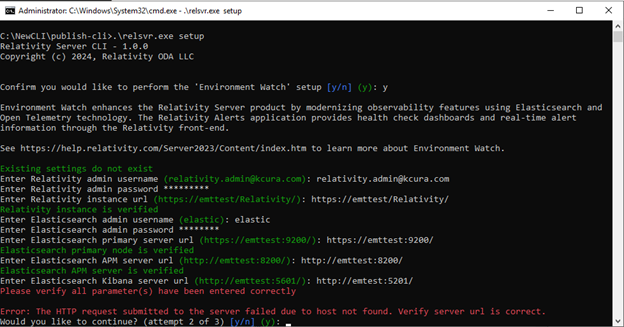 Administrator: C:\Windows\System32\cmd.exe - .\relsvr.exe setup
C:\NewCLI\publish-cli>.\relsvr.exe setup
Relativity Server CLI - 1.0.0
Copyright (c) 2024, Relativity ODA LLC
Confirm you would like to perform the 'Environment Watch' setup [y/n] (y): y
Environment Watch enhances the Relativity Server product by modernizing observability features using Elasticsearch and
Open Telemetry technology. The Relativity Alerts application provides health check dashboards and real-time alert
information through the Relativity front-end.
See https://help.relativity.com/Server2023/Content/index.htm to learn more about Environment Watch.
Existing settings do not exist
Enter Relativity admin username (relativity.admin@kcura.com): relativity.admin@kcura.com
Enter Relativity admin password *********
Enter Relativity instance url (https://emttest/Relativity/): https://emttest/Relativity/
Relativity instance is verified
Enter Elasticsearch admin username (elastic): elastic
Enter Elasticsearch admin password ********
Enter Elasticsearch primary server url (https://emttest:9200/): https://emttest:9200/
Elasticsearch primary node is verified
Enter Elasticsearch APM server url (http://emttest:8200/): http://emttest:8200/
Elasticsearch APM server is verified
Enter Elasticsearch Kibana server url (http://emttest:5601/): http://emtest:5201/
Please verify all parameter(s) have been entered correctly
Error: The HTTP request submitted to the server failed due to host not found. Verify server url is correct.
Would you like to continue? (attempt 2 of 3) [y/n] (y):